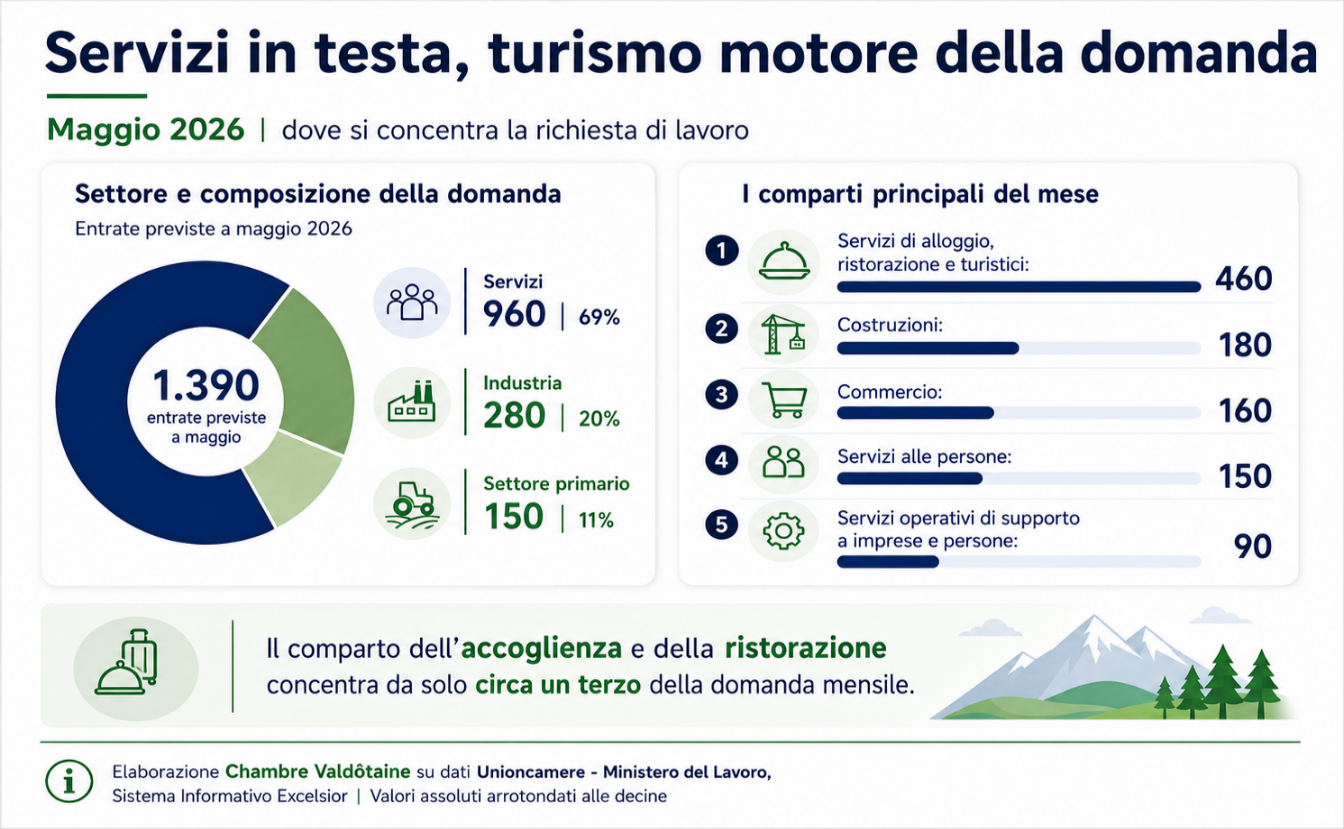 Servizi in testa, turismo motore della domanda
Maggio 2026 | dove si concentra la richiesta di lavoro
Settore e composizione della domanda
Entrate previste a maggio 2026
1.390
entrate previste
a maggio
Servizi
960 | 69%
Industria
280 | 20%
Settore primario
150 | 11%
I comparti principali del mese
1
Servizi di alloggio,
ristorazione e turistici:
460
2
Costruzioni:
180
3
Commercio:
160
4
Servizi alle persone:
150
5
Servizi operativi di supporto
a imprese e persone:
90
Il comparto dell'accoglienza e della ristorazione
concentra da solo circa un terzo della domanda mensile.
i
Elaborazione Chambre Valdôtaine su dati Unioncamere - Ministero del Lavoro,
Sistema Informativo Excelsior | Valori assoluti arrotondati alle decine